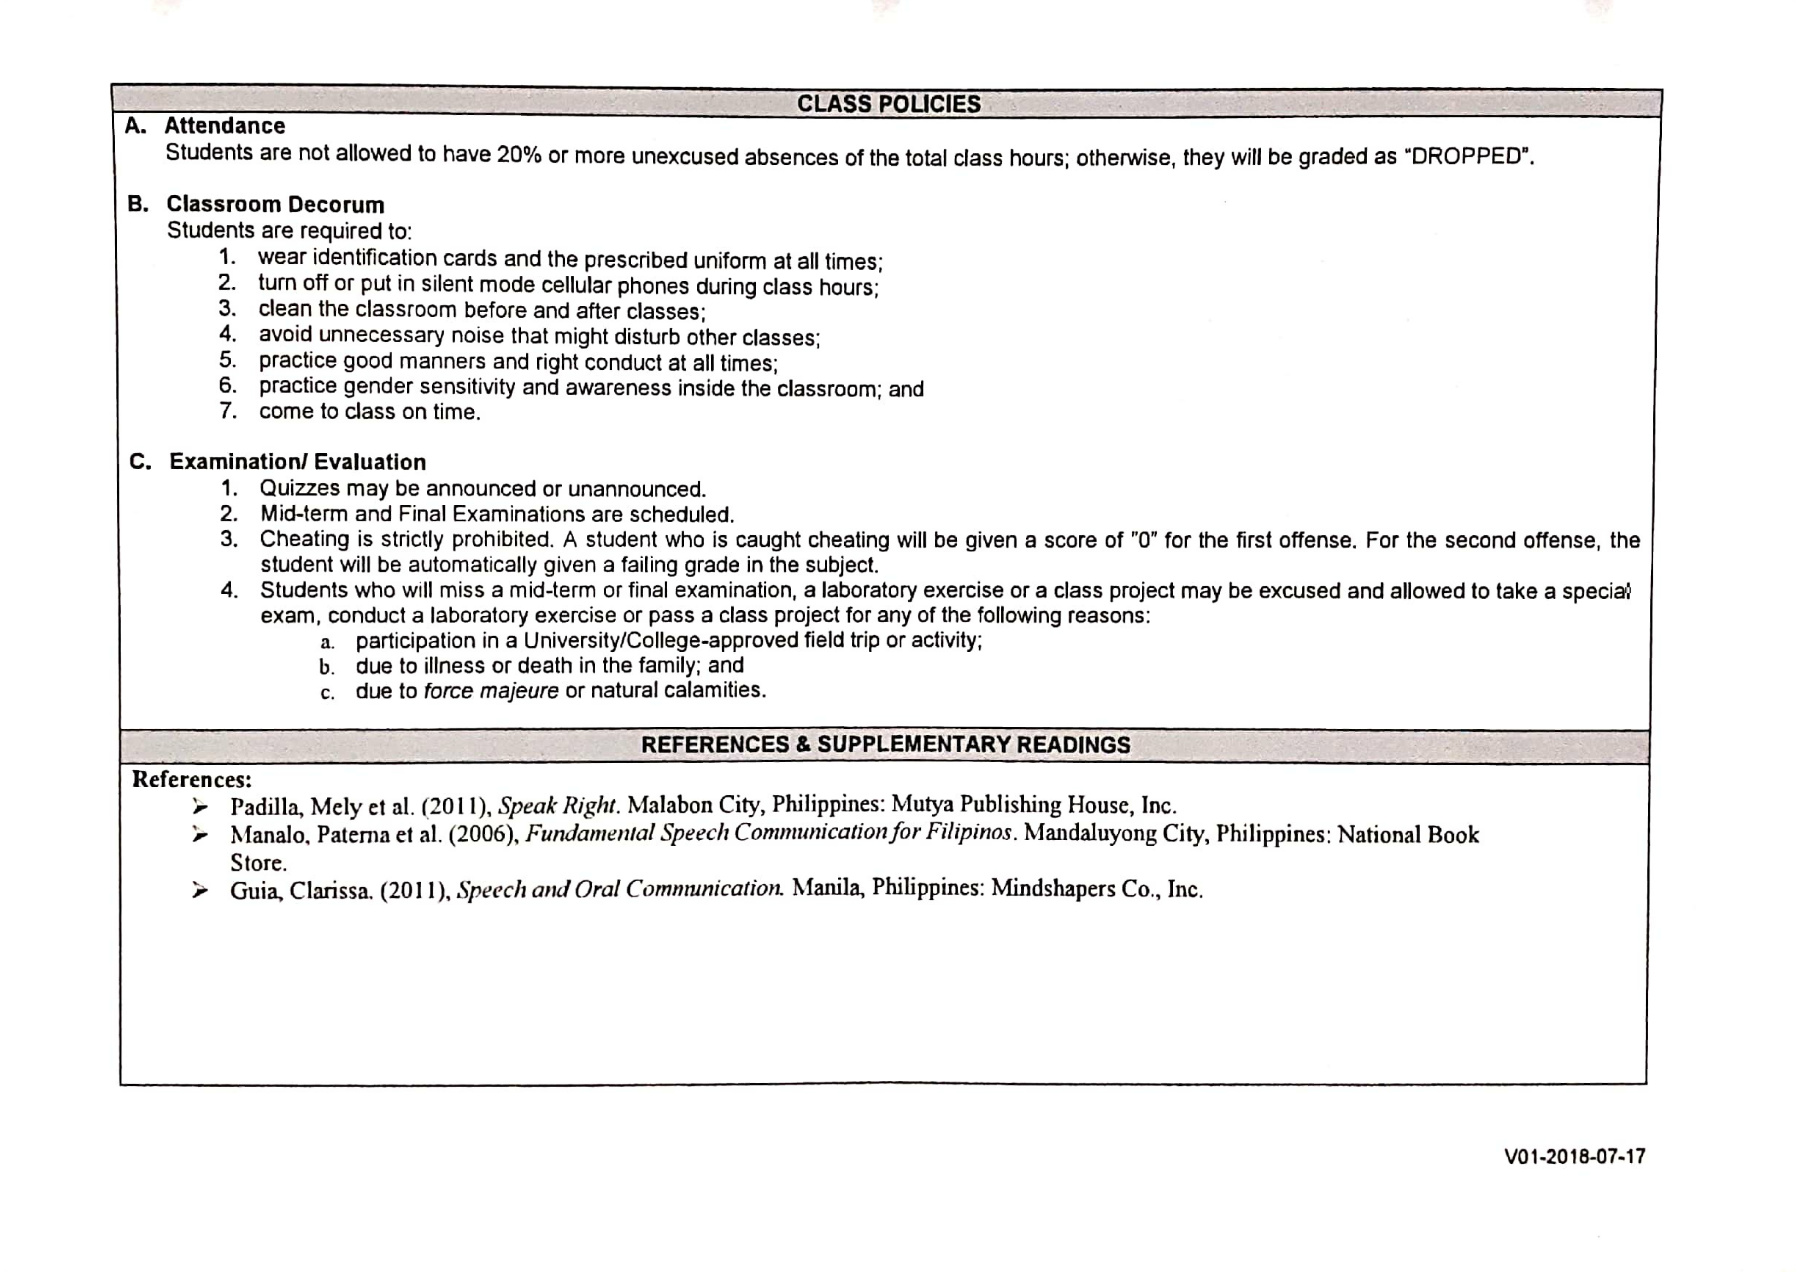 CLASS POLICIES
A. Attendance
Students are not allowed to have 20% or more unexcused absences of the total class hours; otherwise, they will be graded as "DROPPED".
B. Classroom Decorum
Students are required to:
1. wear identification cards and the prescribed uniform at all times;
2. turn off or put in silent mode cellular phones during class hours;
3. clean the classroom before and after classes;
4. avoid unnecessary noise that might disturb other classes;
5. practice good manners and right conduct at all times;
6. practice gender sensitivity and awareness inside the classroom; and
7. come to class on time.
C. Examination/ Evaluation
1. Quizzes may be announced or unannounced.
2. Mid-term and Final Examinations are scheduled.
3. Cheating is strictly prohibited. A student who is caught cheating will be given a score of "0" for the first offense. For the second offense, the
student will be automatically given a failing grade in the subject.
4. Students who will miss a mid-term or final examination, a laboratory exercise or a class project may be excused and allowed to take a special
exam, conduct a laboratory exercise or pass a class project for any of the following reasons:
a. participation in a University/College-approved field trip or activity;
b. due to illness or death in the family; and
c. due to force majeure or natural calamities.
REFERENCES & SUPPLEMENTARY READINGS
References:
➢ Padilla, Mely et al. (2011), Speak Right. Malabon City, Philippines: Mutya Publishing House, Inc.
➢ Manalo, Paterna et al. (2006), Fundamental Speech Communication for Filipinos. Mandaluyong City, Philippines: National Book
Store.
➢ Guia, Clarissa. (2011), Speech and Oral Communication. Manila, Philippines: Mindshapers Co., Inc.
V01-2018-07-17